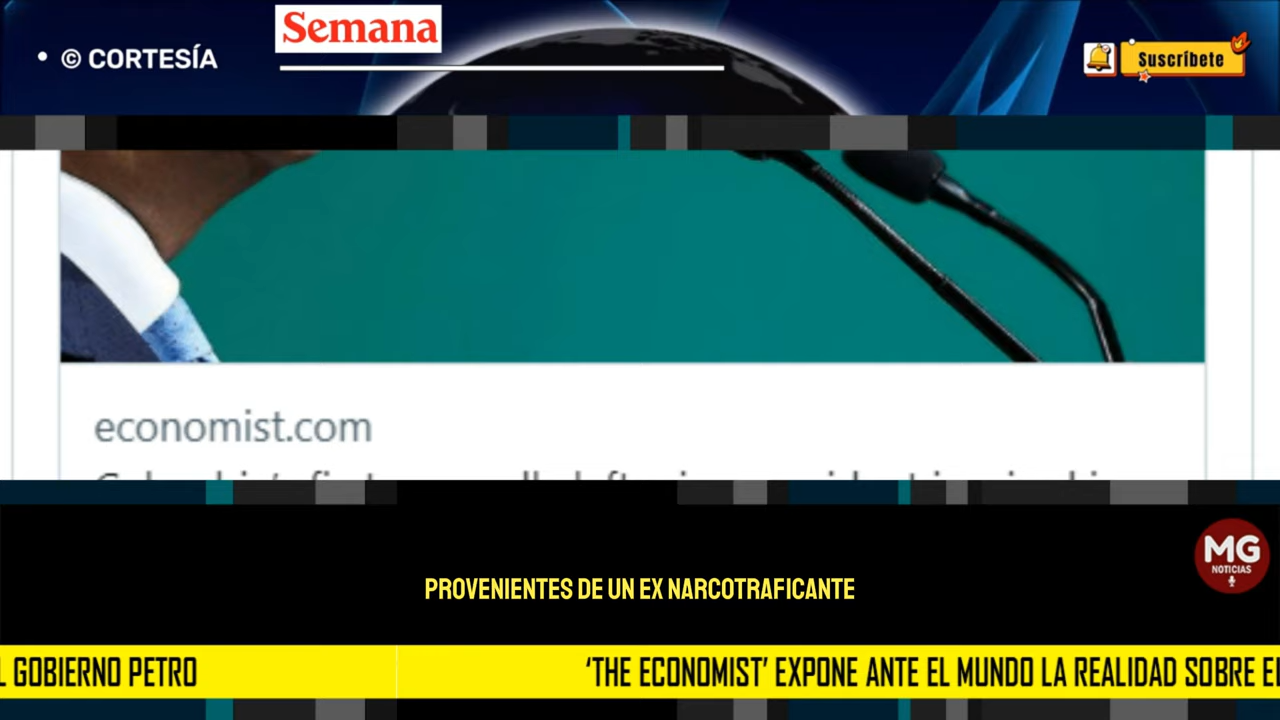 Semana
• © CORTESÍA
Suscríbete
economist.com
PROVENIENTES DE UN EX NARCOTRAFICANTE
MG
NOTICIAS
GOBIERNO PETRO
‘THE ECONOMIST’ EXPONE ANTE EL MUNDO LA REALIDAD SOBRE